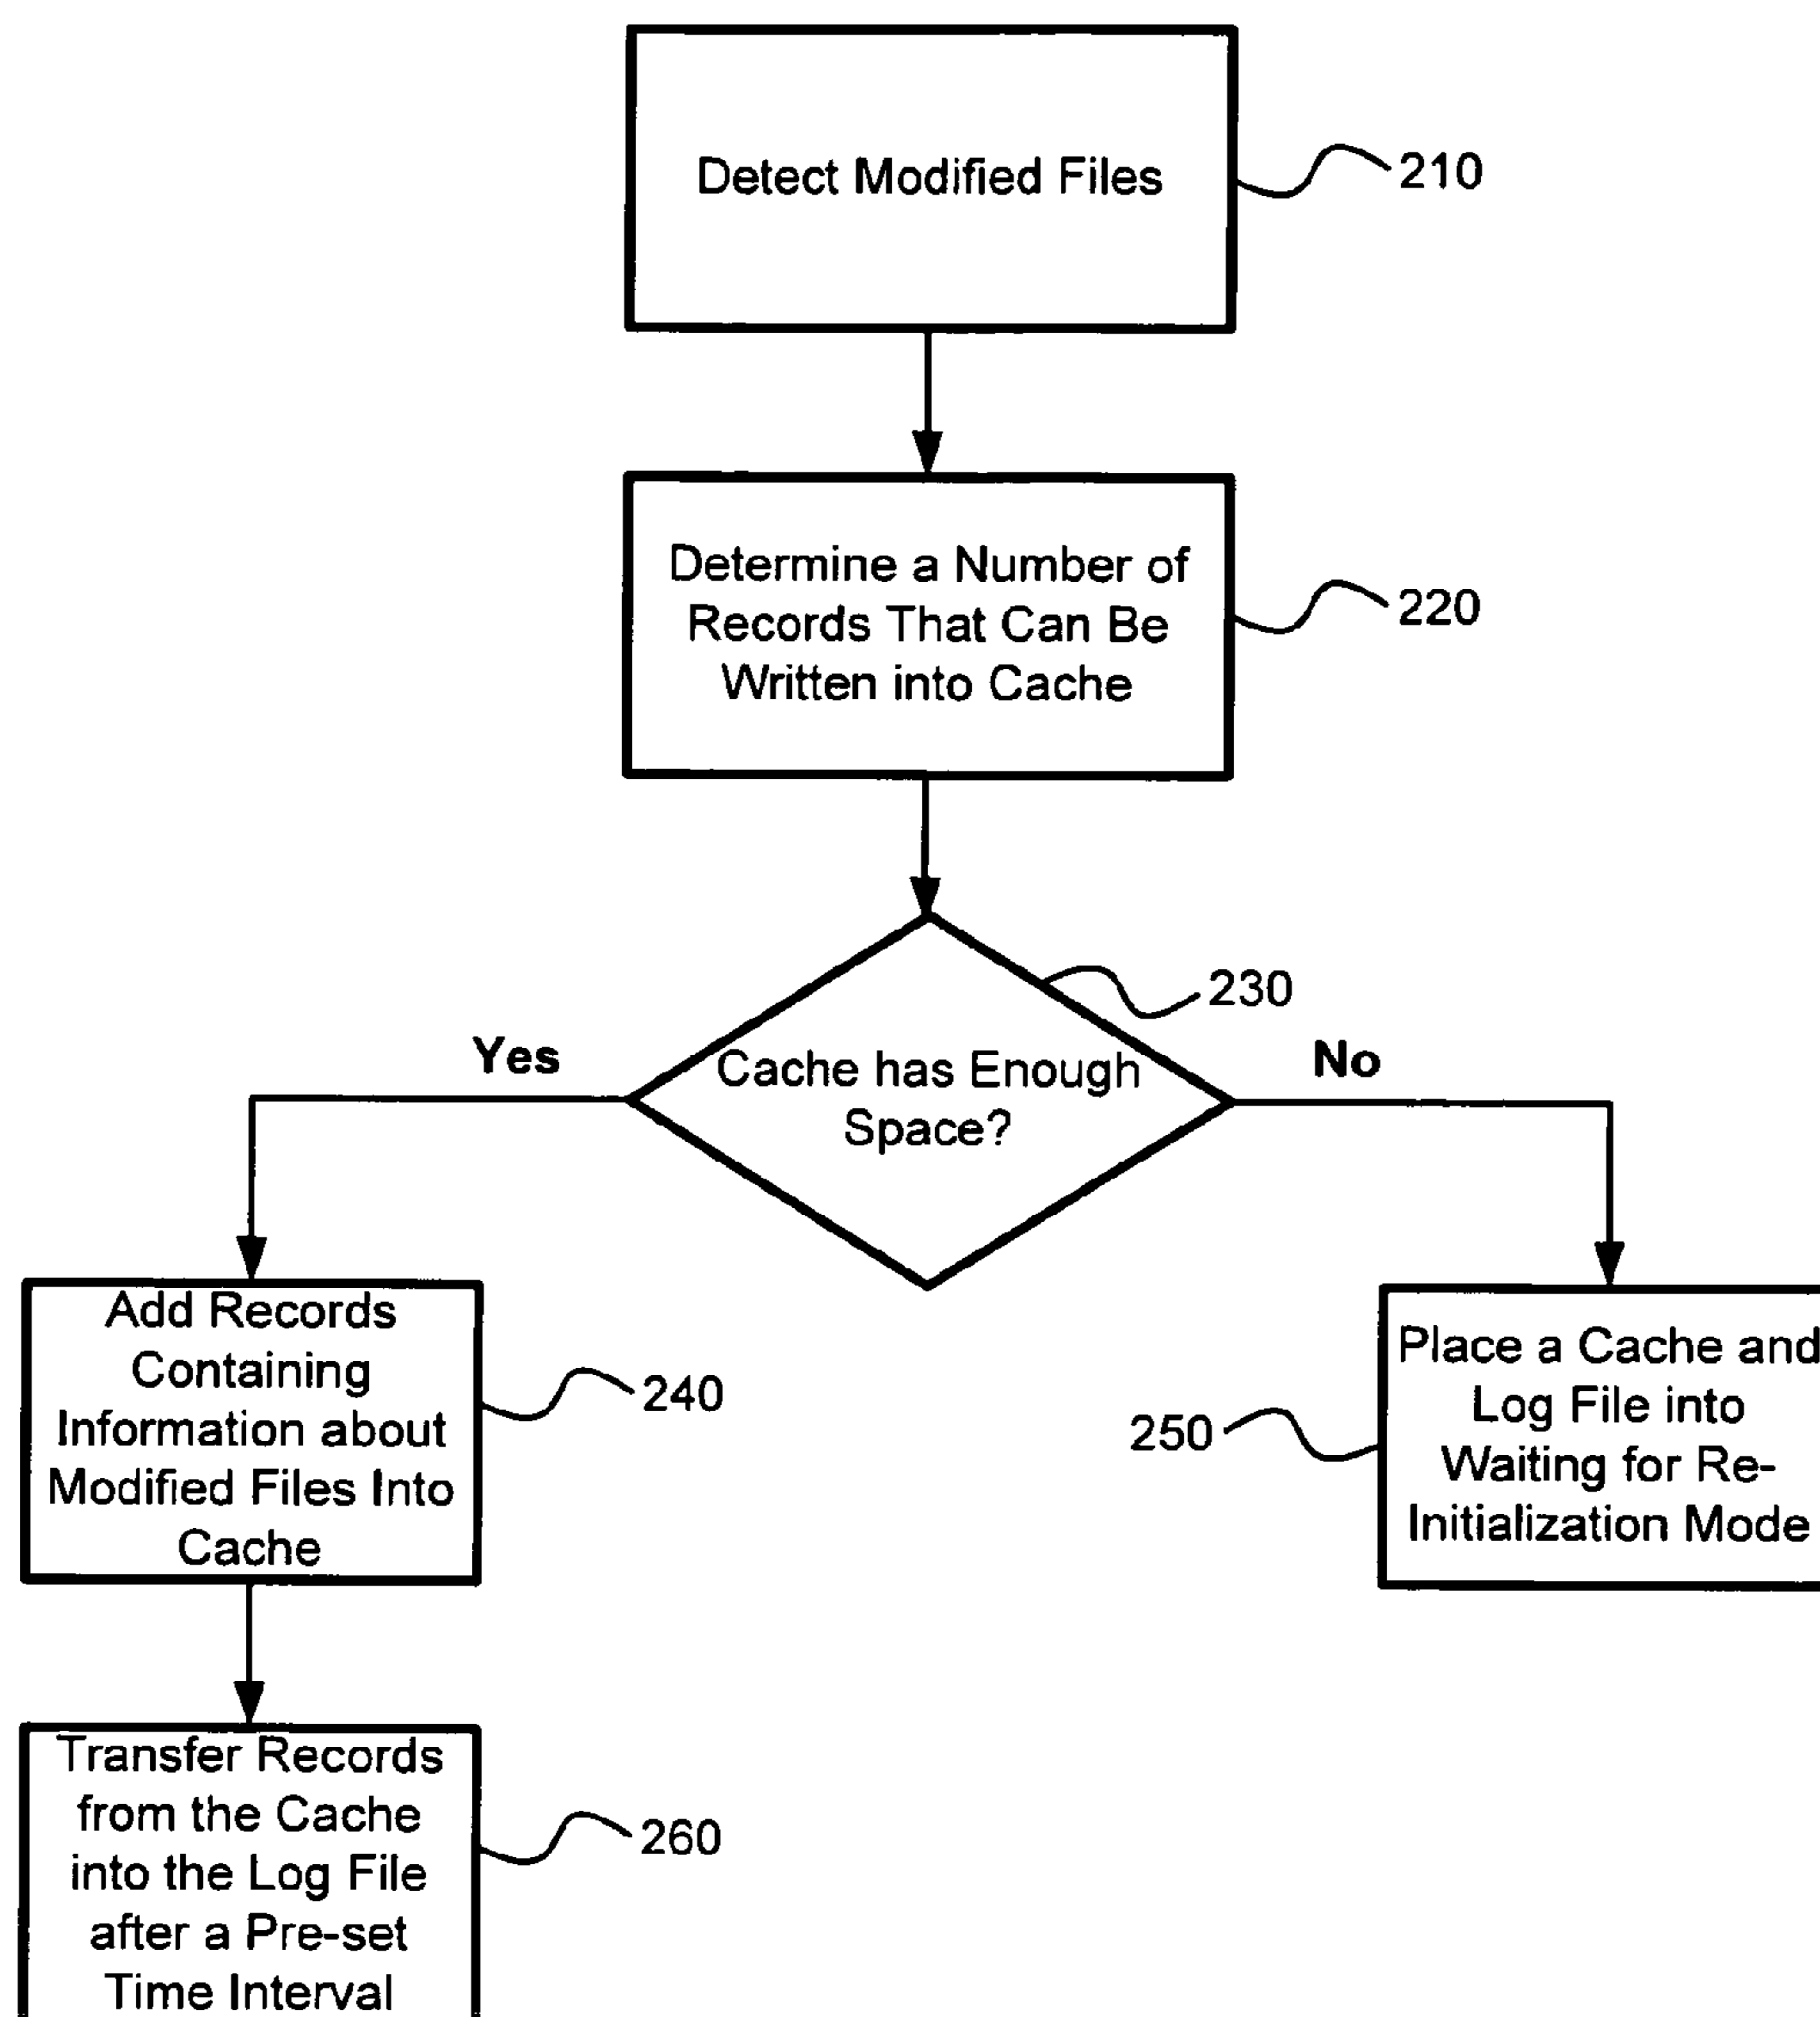 Detect Modified Files
210
Determine a Number of
Records That Can Be
Written into Cache
220
230
Cache has Enough
Space?
Yes
No
Add Records
Containing
Information about
Modified Files Into
Cache
240
250
Place a Cache and
Log File into
Waiting for Re-
Initialization Mode
Transfer Records
from the Cache
into the Log File
after a Pre-set
Time Interval
260